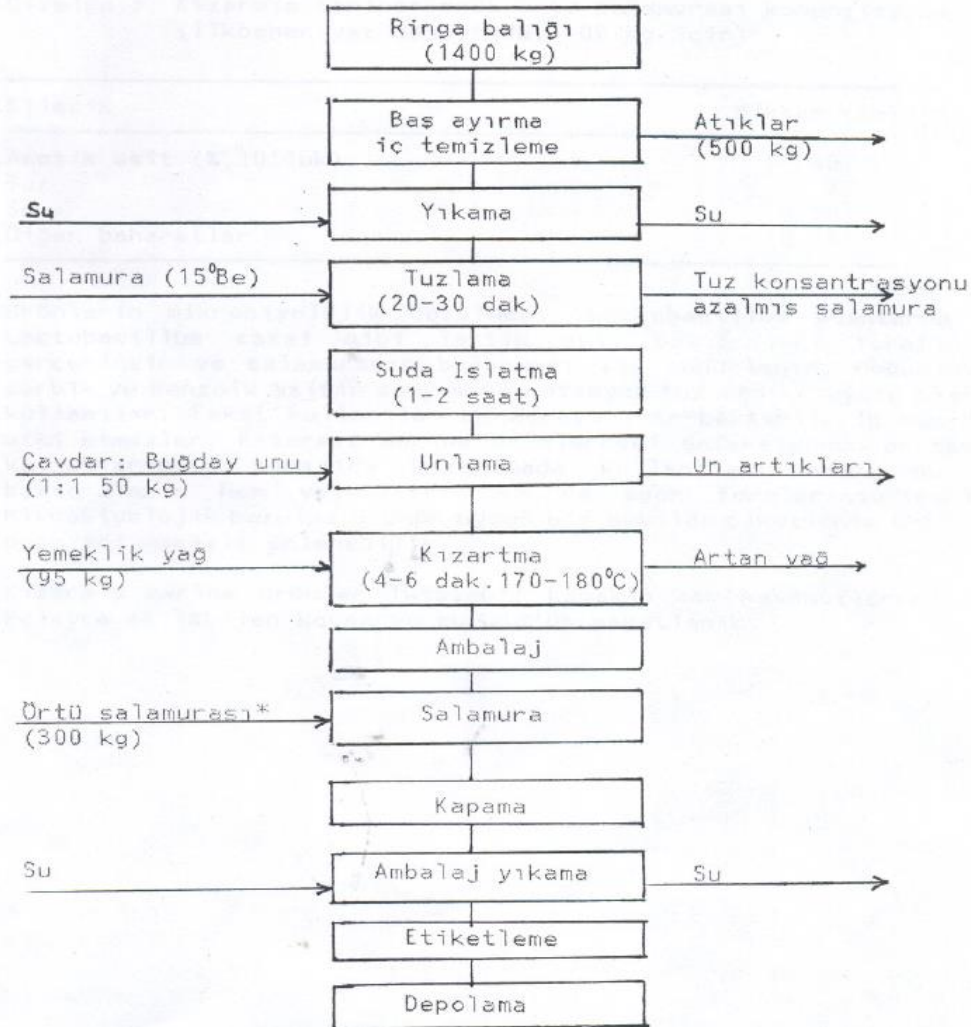 Ringa balığı
(1400 kg)
Baş ayırma
iç temizleme
Atıklar
(500 kg)
Su
Yıkama
Su
Salamura (15⁰Be)
Tuzlama
(20-30 dak)
Tuz konsantrasyonu
azalmış salamura
Suda Islatma
(1-2 saat)
Çavdar: Buğday unu
(1:1 50 kg)
Unlama
Un artıkları
Yemeklik yağ
(95 kg)
Kızartma
(4-6 dak.170-180⁰C)
Artan yağ
Ambalaj
Örtü salamurası*
(300 kg)
Salamura
Kapama
Su
Ambalaj yıkama
Su
Etiketleme
Depolama